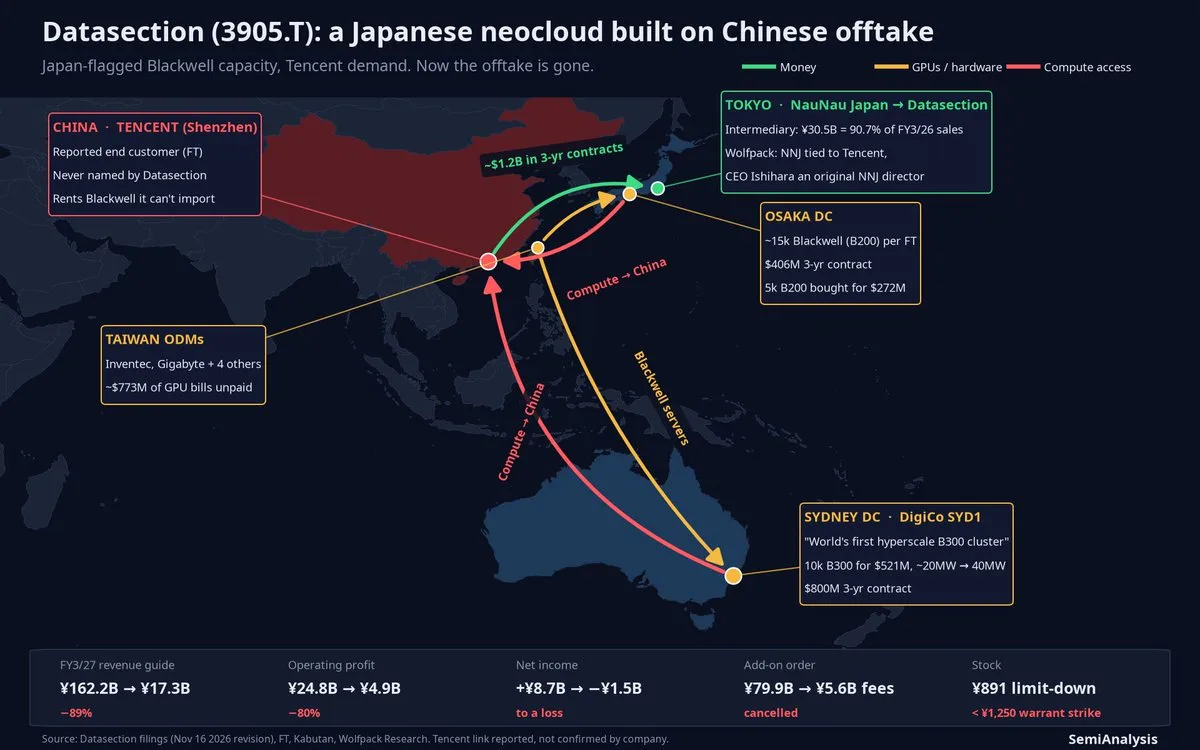 Datasection (3905.T): a Japanese neocloud built on Chinese offtake
Japan-flagged Blackwell capacity, Tencent demand. Now the offtake is gone.
Money
GPUs / hardware
Compute access
CHINA · TENCENT (Shenzhen)
Reported end customer (FT)
Never named by Datasection
Rents Blackwell it can't import
~$1.2B in 3-yr contracts
TOKYO · NauNau Japan → Datasection
Intermediary: ¥30.5B = 90.7% of FY3/26 sales
Wolfpack: NNJ tied to Tencent,
CEO Ishihara an original NNJ director
OSAKA DC
~15k Blackwell (B200) per FT
$406M 3-yr contract
5k B200 bought for $272M
Compute → China
TAIWAN ODMs
Inventec, Gigabyte + 4 others
~$773M of GPU bills unpaid
Blackwell servers
Compute → China
SYDNEY DC · DigiCo SYD1
"World's first hyperscale B300 cluster"
10k B300 for $521M, ~20MW → 40MW
$800M 3-yr contract
FY3/27 revenue guide
¥162.2B → ¥17.3B
−89%
Operating profit
¥24.8B → ¥4.9B
−80%
Net income
+¥8.7B → −¥1.5B
to a loss
Add-on order
¥79.9B → ¥5.6B fees
cancelled
Stock
¥891 limit-down
< ¥1,250 warrant strike
Source: Datasection filings (Nov 16 2026 revision), FT, Kabutan, Wolfpack Research. Tencent link reported, not confirmed by company.
SemiAnalysis